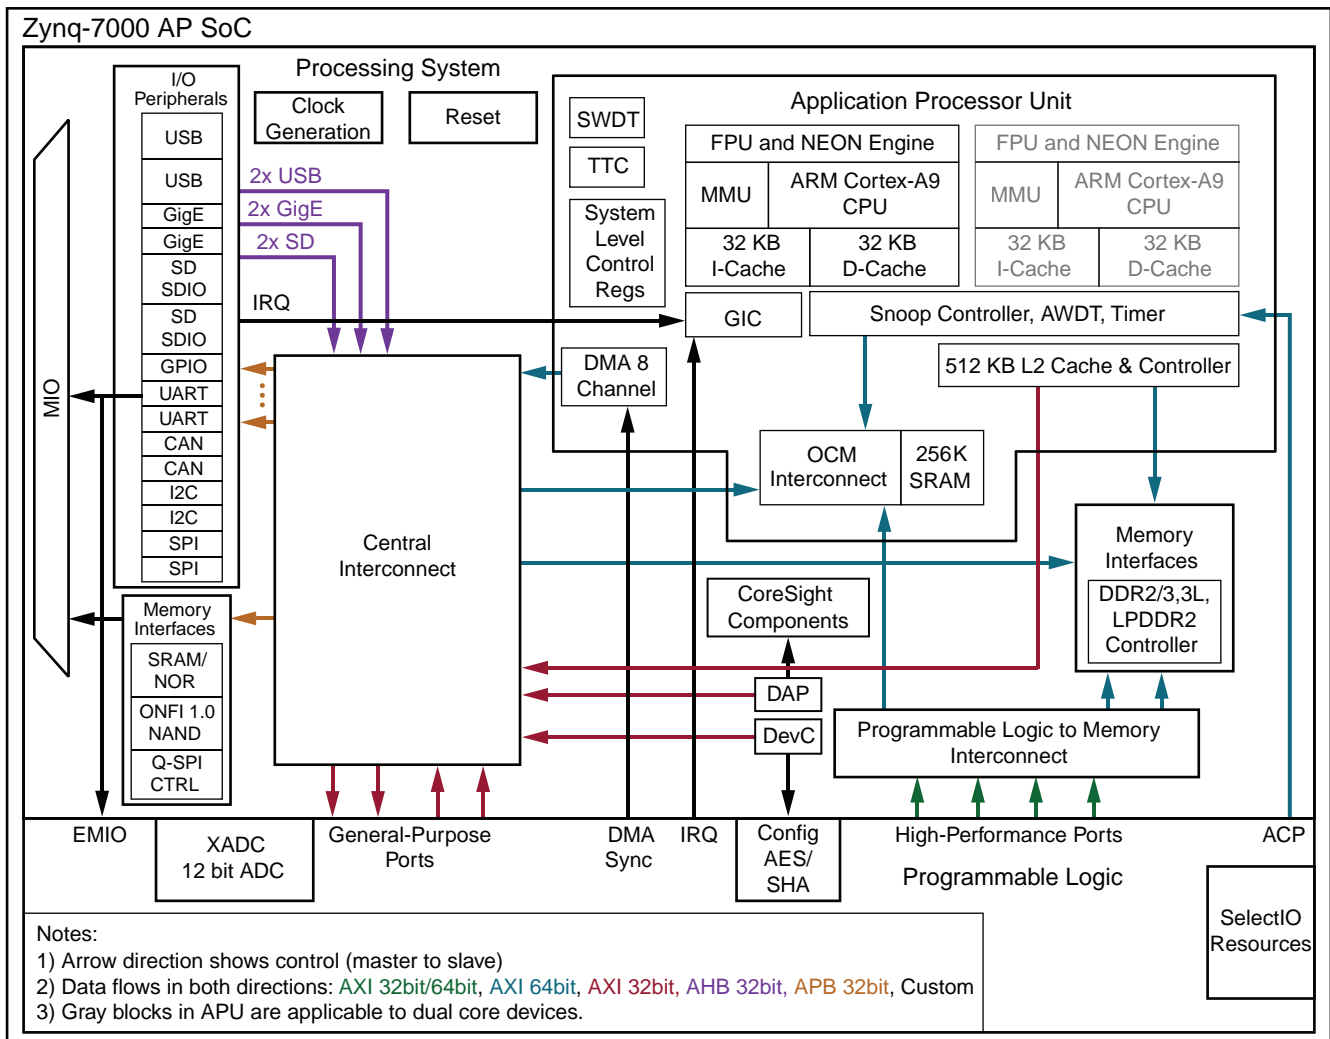 Zynq-7000 AP SoC
Processing System
I/O
Peripherals
USB
USB
GigE
GigE
SD
SDIO
SD
SDIO
GPIO
UART
UART
CAN
CAN
I2C
I2C
SPI
SPI
MIO
Clock
Generation
Reset
2x USB
2x GigE
2x SD
IRQ
Application Processor Unit
SWDT
TTC
System
Level
Control
Regs
FPU and NEON Engine
MMU
ARM Cortex-A9
CPU
32 KB
I-Cache
32 KB
D-Cache
FPU and NEON Engine
MMU
ARM Cortex-A9
CPU
32 KB
I-Cache
32 KB
D-Cache
GIC
Snoop Controller, AWDT, Timer
DMA 8
Channel
512 KB L2 Cache & Controller
OCM
Interconnect
256K
SRAM
Central
Interconnect
Memory
Interfaces
DDR2/3,3L,
LPDDR2
Controller
CoreSight
Components
DAP
DevC
Programmable Logic to Memory
Interconnect
Memory
Interfaces
SRAM/
NOR
ONFI 1.0
NAND
Q-SPI
CTRL
EMIO
XADC
12 bit ADC
General-Purpose
Ports
DMA
Sync
IRQ
Config
AES/
SHA
High-Performance Ports
ACP
Programmable Logic
SelectIO
Resources
Notes:
1) Arrow direction shows control (master to slave)
2) Data flows in both directions: AXI 32bit/64bit, AXI 64bit, AXI 32bit, AHB 32bit, APB 32bit, Custom
3) Gray blocks in APU are applicable to dual core devices.